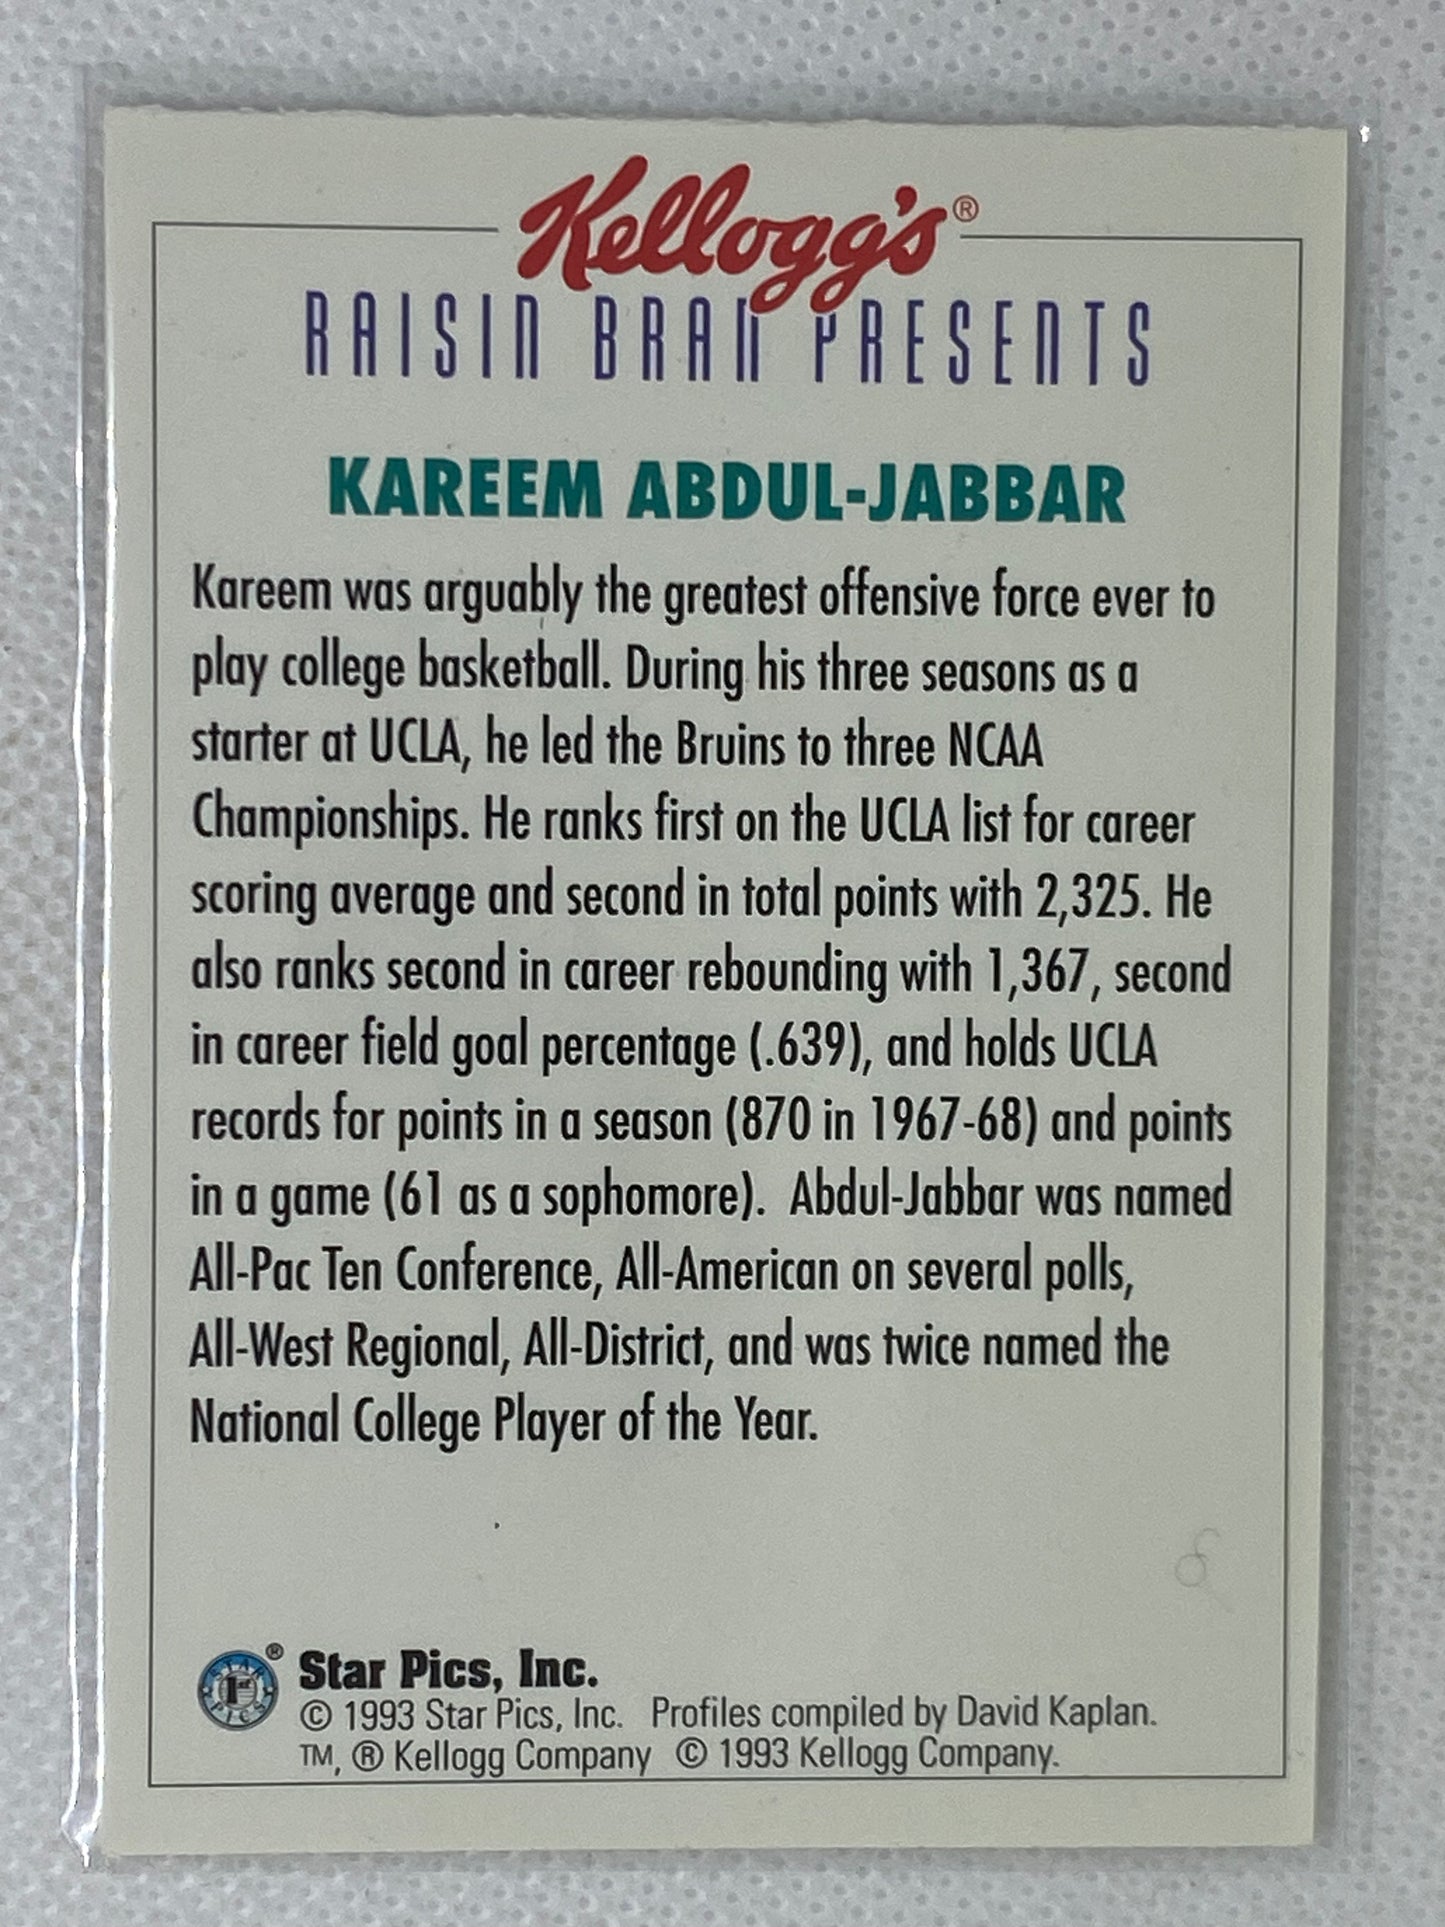 Kellogg's®
RAISIN BRAN PRESENTS
KAREEM ABDUL-JABBAR
Kareem was arguably the greatest offensive force ever to
play college basketball. During his three seasons as a
starter at UCLA, he led the Bruins to three NCAA
Championships. He ranks first on the UCLA list for career
scoring average and second in total points with 2,325. He
also ranks second in career rebounding with 1,367, second
in career field goal percentage (.639), and holds UCLA
records for points in a season (870 in 1967-68) and points
in a game (61 as a sophomore).  Abdul-Jabbar was named
All-Pac Ten Conference, All-American on several polls,
All-West Regional, All-District, and was twice named the
National College Player of the Year.
STAR 1st PICS ®
Star Pics, Inc.
© 1993 Star Pics, Inc.  Profiles compiled by David Kaplan.
TM, ® Kellogg Company  © 1993 Kellogg Company.